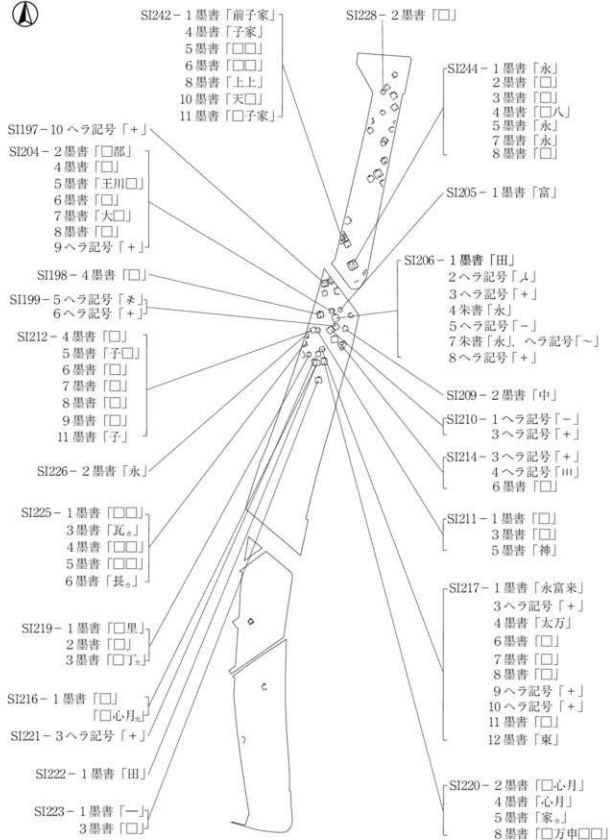 SI242-1墨書「前子家」
4墨書「子家」
5墨書「□□」
6墨書「□□」
8墨書「上上」
10墨書「天□」
11墨書「□子家」
SI197-10ヘラ記号「+」
SI204-2墨書「□部」
4墨書「□」
5墨書「王川□」
6墨書「□」
7墨書「大□」
8墨書「□」
9ヘラ記号「+」
SI198-4墨書「□」
SI199-5ヘラ記号「キ」
6ヘラ記号「+」
SI212-4墨書「□」
5墨書「子□」
6墨書「□」
7墨書「□」
8墨書「□」
9墨書「□」
11墨書「子」
SI226-2墨書「永」
SI225-1墨書「□□」
3墨書「瓦ヵ」
4墨書「□□」
5墨書「□□」
6墨書「長ヵ」
SI219-1墨書「□里」
2墨書「□」
3墨書「□丁ヵ」
SI216-1墨書「□」
「□心月ヵ」
SI221-3ヘラ記号「+」
SI222-1墨書「田」
SI223-1墨書「一」
3墨書「□」
SI228-2墨書「□」
SI244-1墨書「永」
2墨書「□」
3墨書「□」
4墨書「□八」
5墨書「永」
7墨書「永」
8墨書「□」
SI205-1墨書「富」
SI206-1墨書「田」
2ヘラ記号「人」
3ヘラ記号「+」
4朱書「永」
5ヘラ記号「-」
7朱書「永」，ヘラ記号「~」
8ヘラ記号「+」
SI209-2墨書「中」
SI210-1ヘラ記号「-」
3ヘラ記号「+」
SI214-3ヘラ記号「+」
4ヘラ記号「III」
6墨書「□」
SI211-1墨書「□」
3墨書「□」
5墨書「神」
SI217-1墨書「永富来」
3ヘラ記号「+」
4墨書「太万」
6墨書「□」
7墨書「□」
8墨書「□」
9ヘラ記号「+」
10ヘラ記号「+」
11墨書「□」
12墨書「東」
SI220-2墨書「□心月」
4墨書「心月」
5墨書「家ヵ」
8墨書「□万申□□」